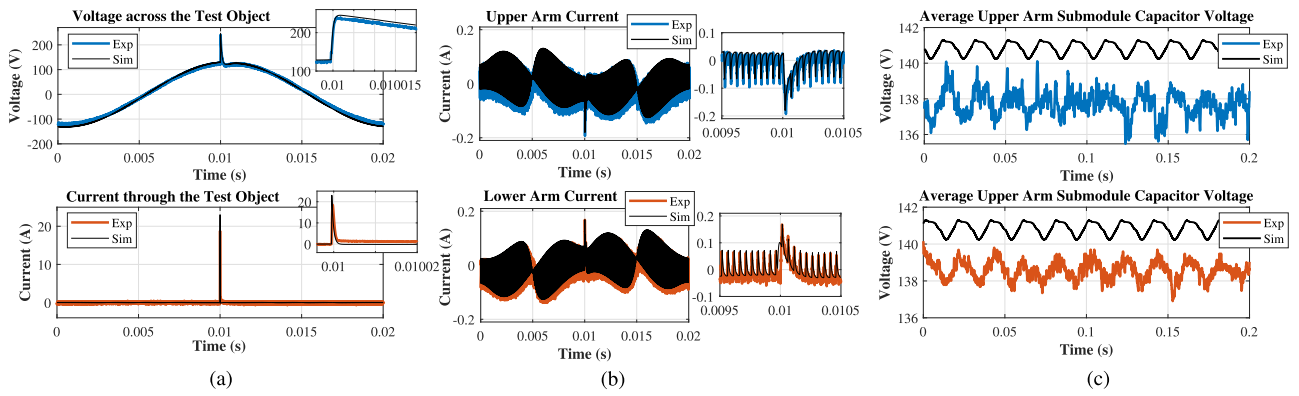 Voltage across the Test Object
Voltage (V)
200
100
0
-100
-200
Exp
Sim
200
100
0.01
0.010015
0
0.005
0.01
0.015
0.02
Time (s)
Current through the Test Object
Current (A)
20
10
0
Exp
Sim
20
10
0
0.01
0.010002
0
0.005
0.01
0.015
0.02
Time (s)
(a)
Upper Arm Current
Current (A)
0.2
0
-0.2
Exp
Sim
0.1
0
-0.1
-0.2
0.0095
0.01
0.0105
0
0.005
0.01
0.015
0.02
Time (s)
Lower Arm Current
Current (A)
0.2
0
-0.2
Exp
Sim
0.2
0.1
0
-0.1
0.0095
0.01
0.0105
0
0.005
0.01
0.015
0.02
Time (s)
(b)
Average Upper Arm Submodule Capacitor Voltage
Voltage (V)
142
140
138
136
Exp
Sim
0
0.05
0.1
0.15
0.2
Time (s)
Average Upper Arm Submodule Capacitor Voltage
Voltage (V)
142
140
138
136
Exp
Sim
0
0.05
0.1
0.15
0.2
Time (s)
(c)